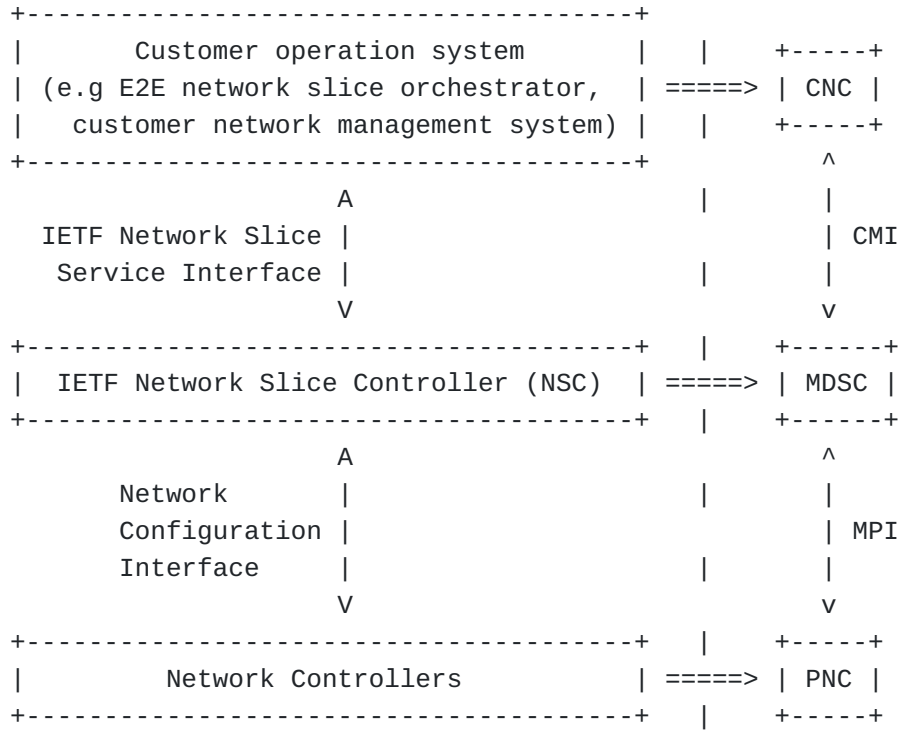 +---------------------------------------+
|       Customer operation system       |   |    +-----+
| (e.g E2E network slice orchestrator,  | =====> | CNC |
|   customer network management system) |   |    +-----+
+---------------------------------------+           ^
                     A                      |       |
  IETF Network Slice |                              | CMI
   Service Interface |                      |       |
                     V                              v
+---------------------------------------+   |    +------+
|  IETF Network Slice Controller (NSC)  | =====> | MDSC |
+---------------------------------------+   |    +------+
                     A                              ^
       Network       |                      |       |
       Configuration |                              | MPI
       Interface     |                      |       |
                     V                              v
+---------------------------------------+   |    +-----+
|          Network Controllers          | =====> | PNC |
+---------------------------------------+   |    +-----+